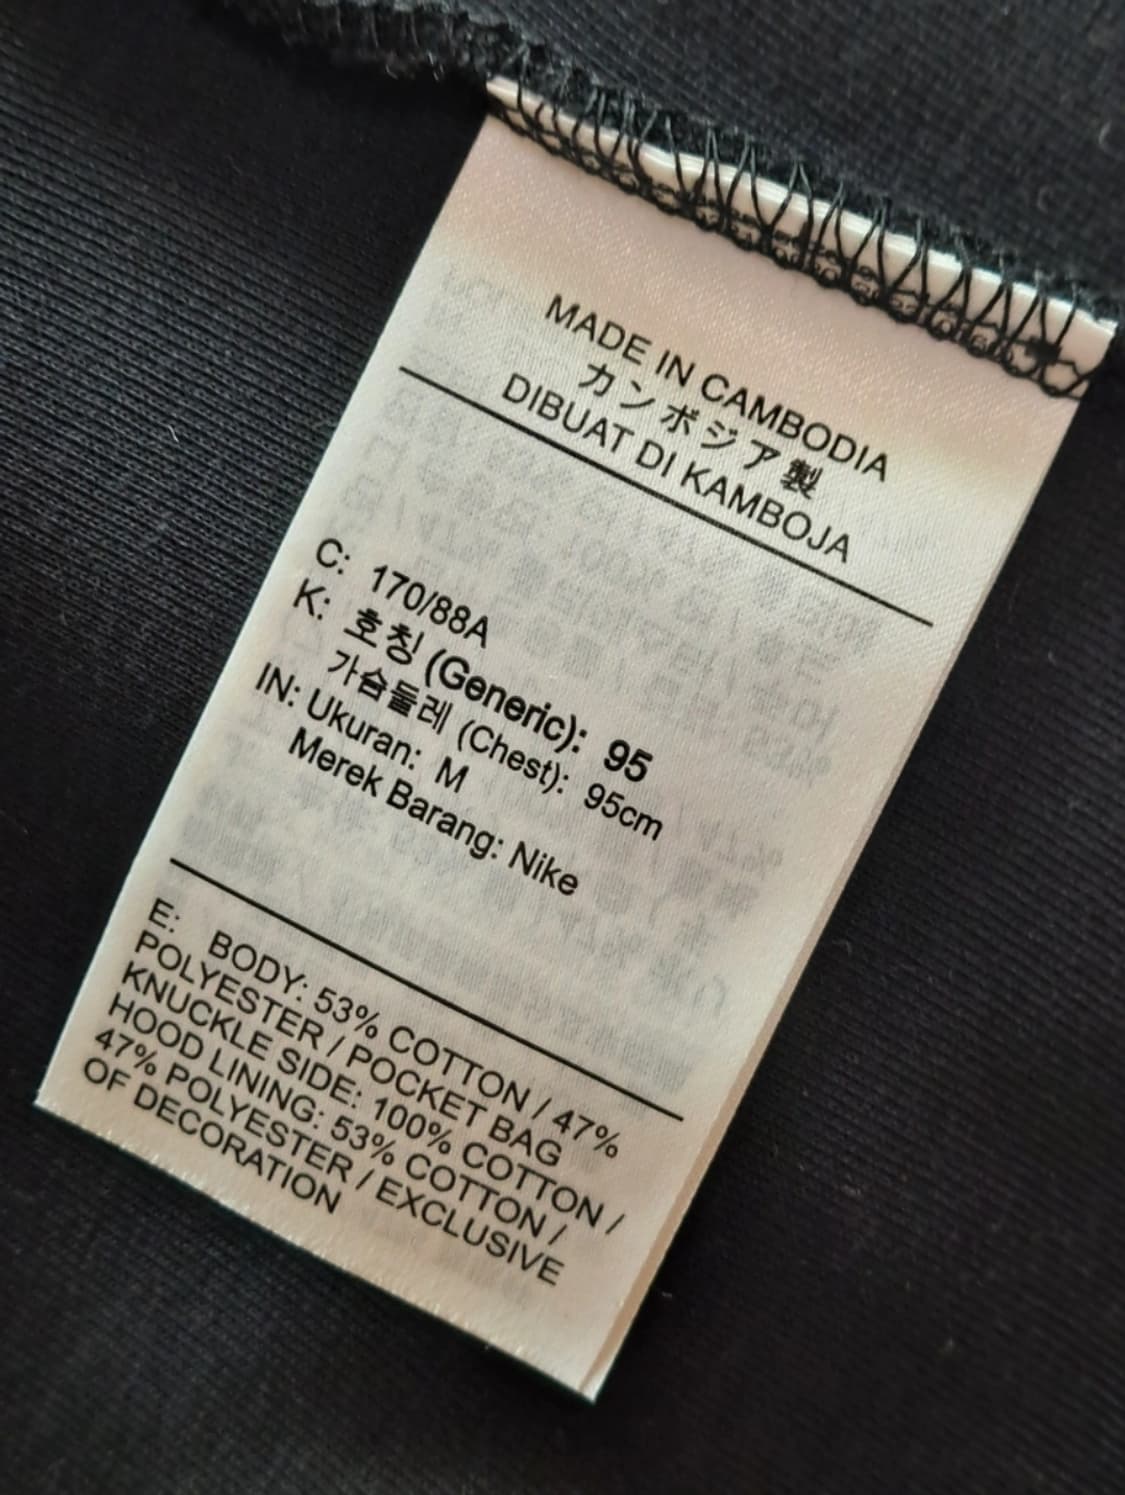 MADE IN CAMBODIA
カンボジア製
DIBUAT DI KAMBOJA
C: 170/88A
K: 호칭 (Generic): 95
가슴둘레 (Chest): 95cm
IN: Ukuran: M
Merek Barang: Nike
E: BODY: 53% COTTON / 47%
POLYESTER / POCKET BAG
KNUCKLE SIDE: 100% COTTON /
HOOD LINING: 53% COTTON /
47% POLYESTER / EXCLUSIVE
OF DECORATION